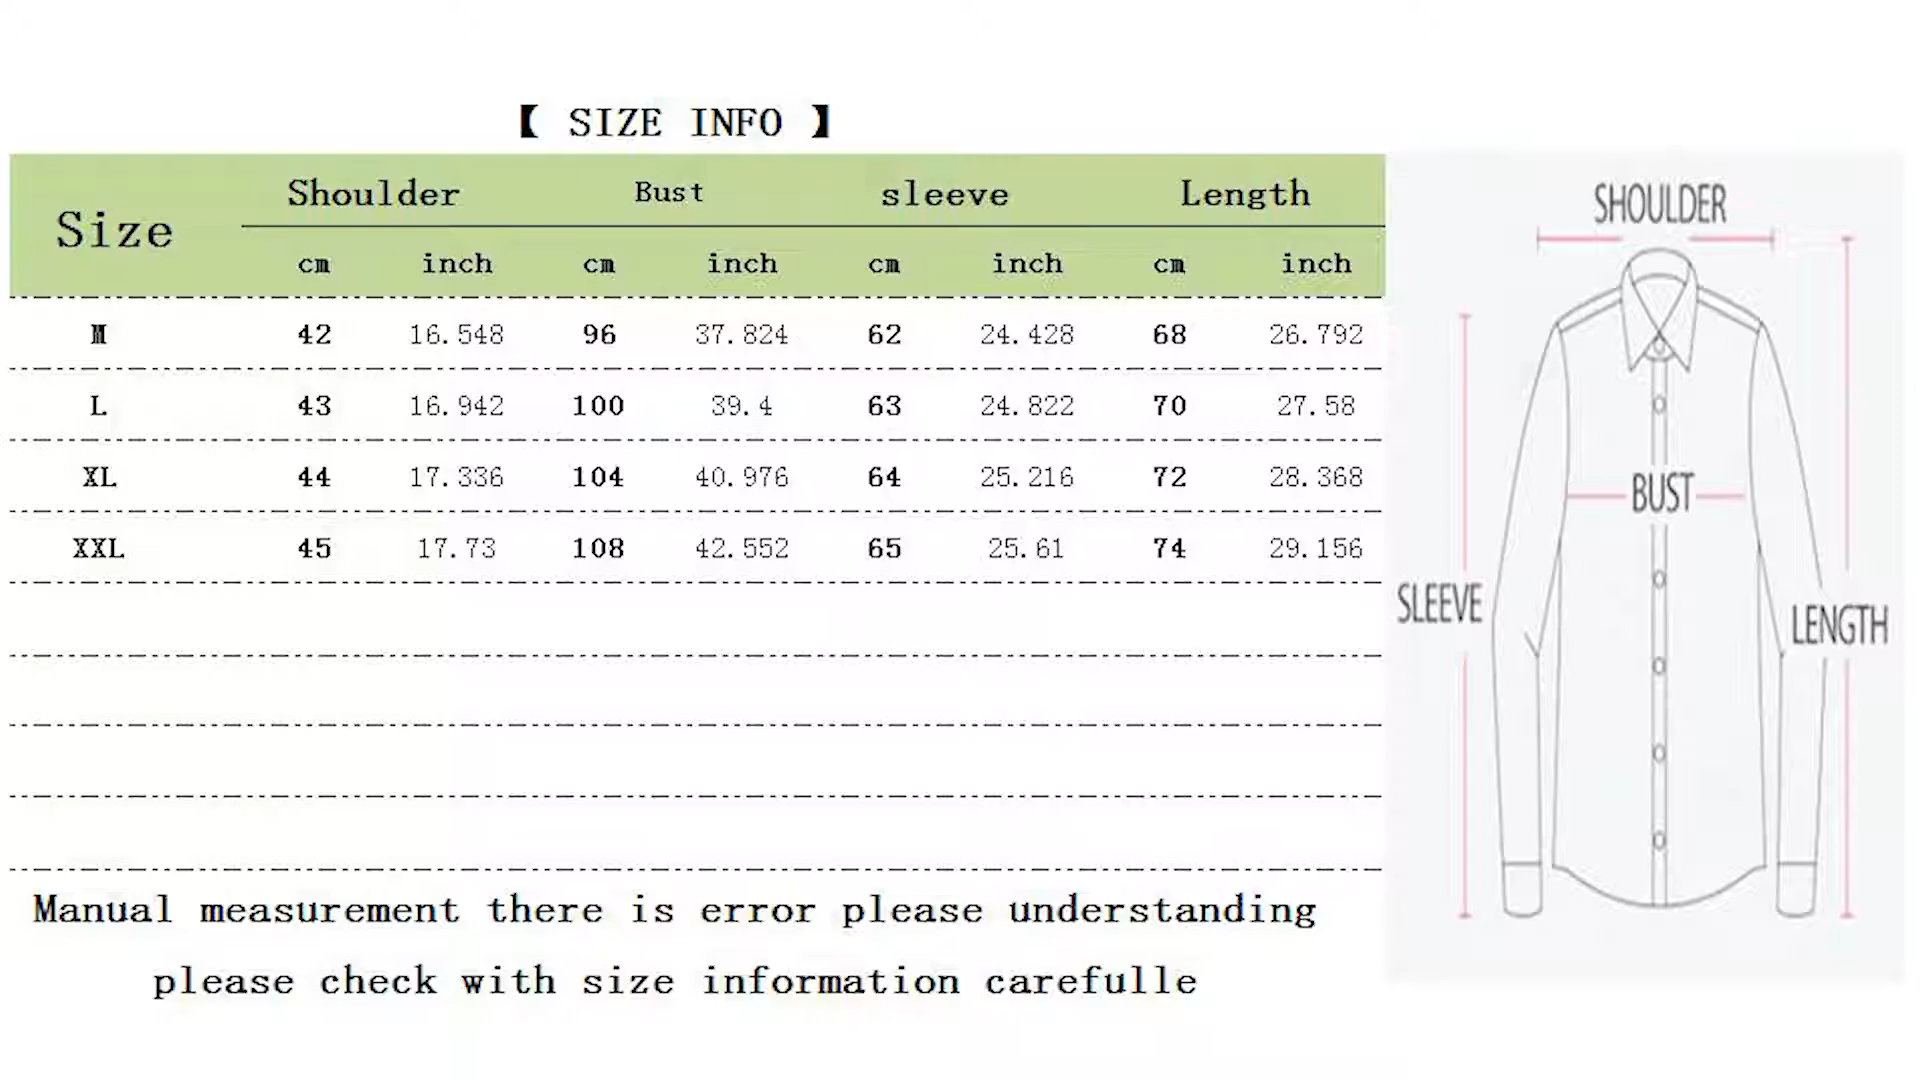 【 SIZE INFO 】
Size Shoulder Bust sleeve Length
cm inch cm inch cm inch cm inch
M 42 16.548 96 37.824 62 24.428 68 26.792
L 43 16.942 100 39.4 63 24.822 70 27.58
XL 44 17.336 104 40.976 64 25.216 72 28.368
XXL 45 17.73 108 42.552 65 25.61 74 29.156
Manual measurement there is error please understanding
please check with size information carefulle
SHOULDER
BUST
SLEEVE
LENGTH